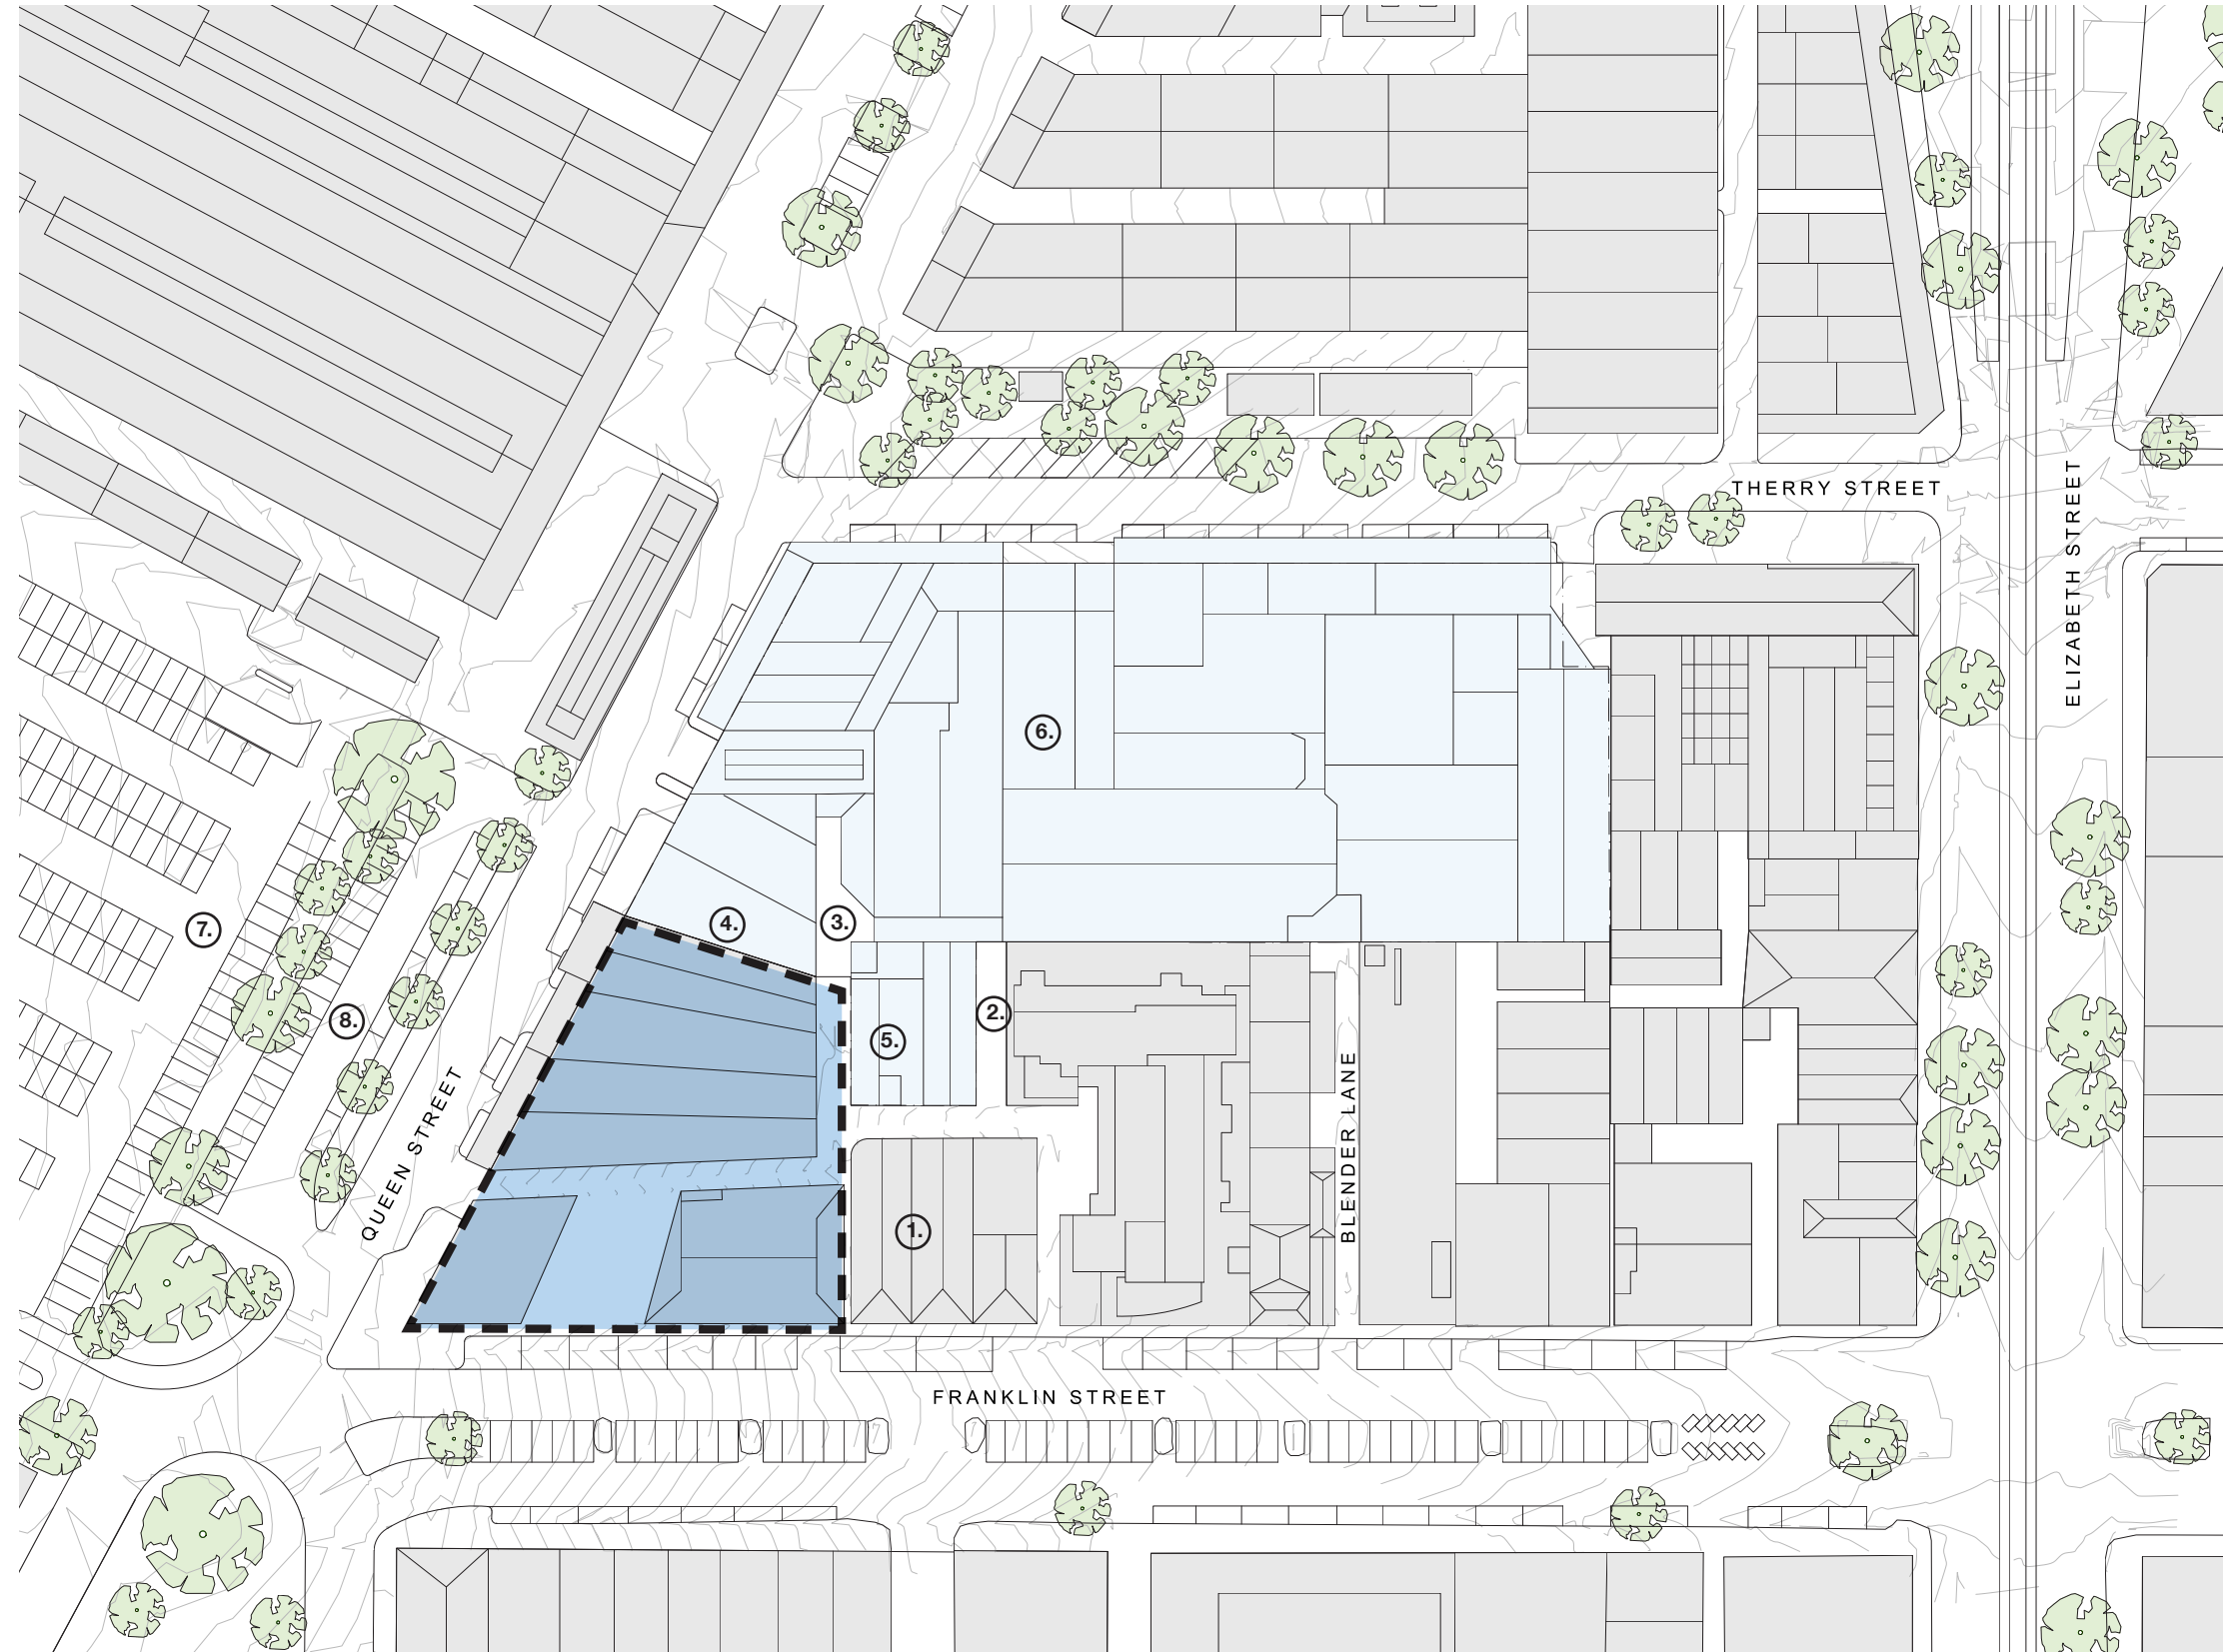 THERRY STREET
ELIZABETH STREET
6.
4.
3.
7.
2.
8.
5.
QUEEN STREET
BLENDER LANE
1.
FRANKLIN STREET